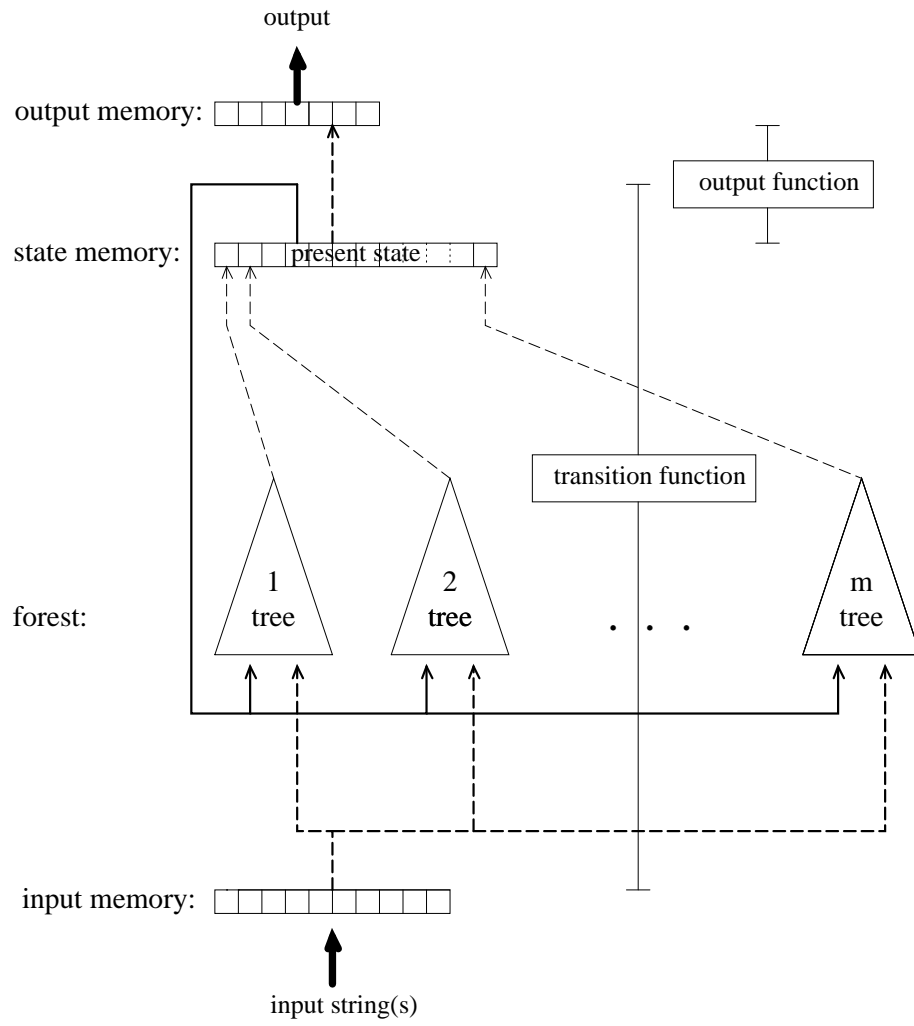 output
output memory:
output function
state memory:
present state
transition function
1
tree
2
tree
m
tree
forest:
. . .
input memory:
input string(s)